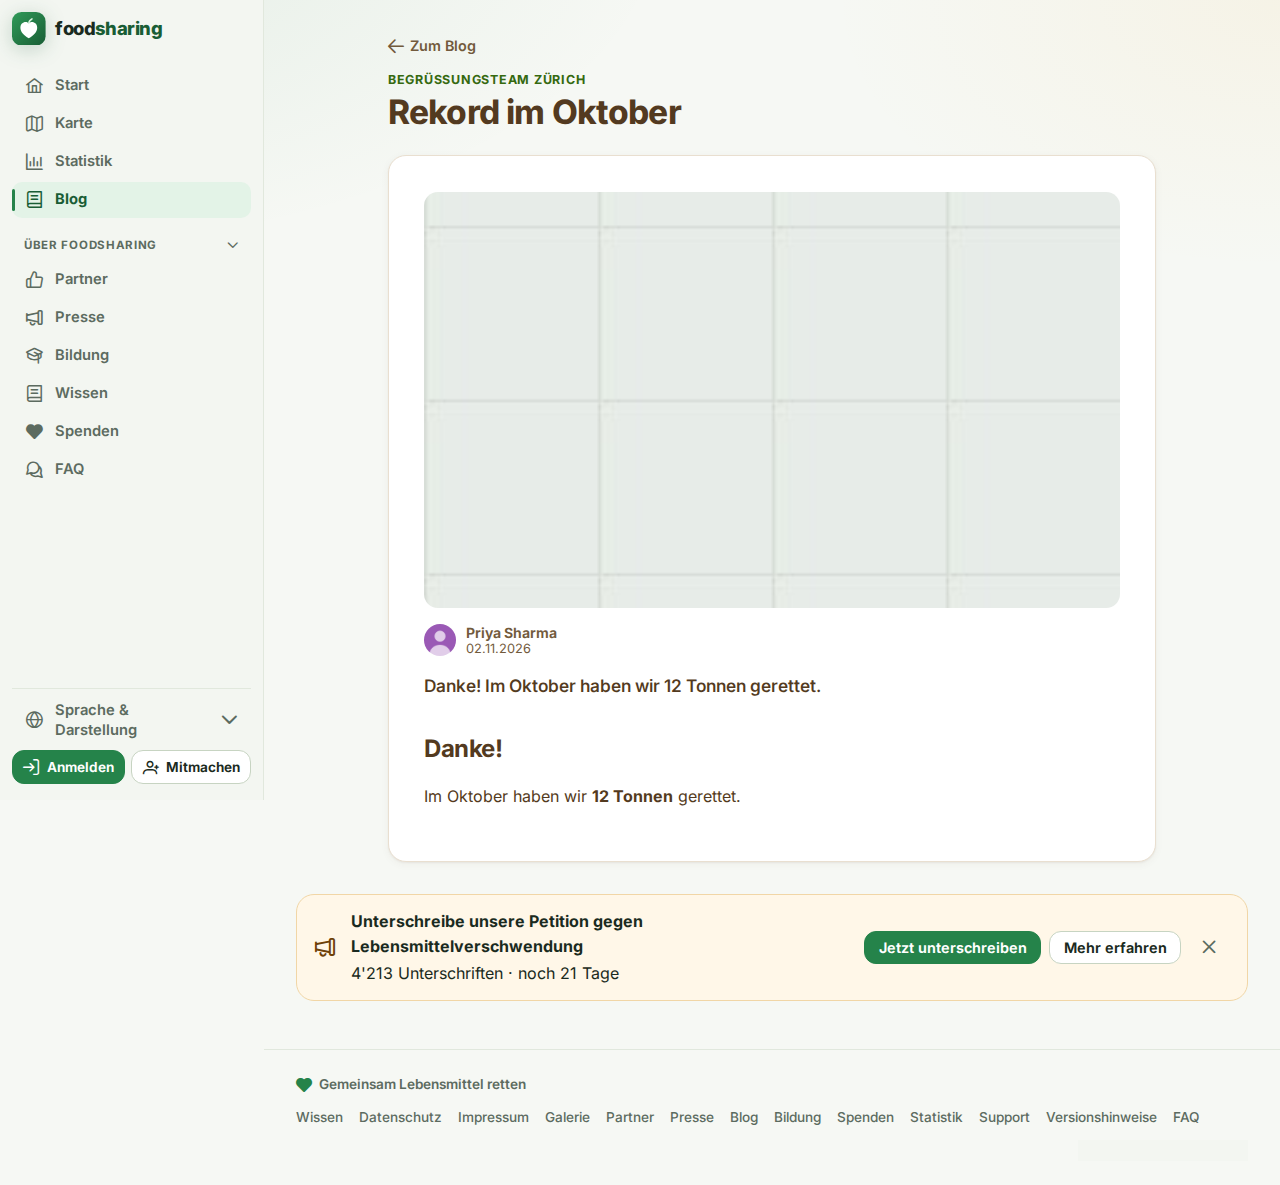 foodsharing
Start
Karte
Statistik
Blog
ÜBER FOODSHARING
Partner
Presse
Bildung
Wissen
Spenden
FAQ
Sprache &
Darstellung
Anmelden
Mitmachen
Zum Blog
BEGRÜSSUNGSTEAM ZÜRICH
Rekord im Oktober
Priya Sharma
02.11.2026
Danke! Im Oktober haben wir 12 Tonnen gerettet.
Danke!
Im Oktober haben wir 12 Tonnen gerettet.
Unterschreibe unsere Petition gegen
Lebensmittelverschwendung
4'213 Unterschriften · noch 21 Tage
Jetzt unterschreiben
Mehr erfahren
Gemeinsam Lebensmittel retten
Wissen Datenschutz Impressum Galerie Partner Presse Blog Bildung Spenden Statistik Support Versionshinweise FAQ